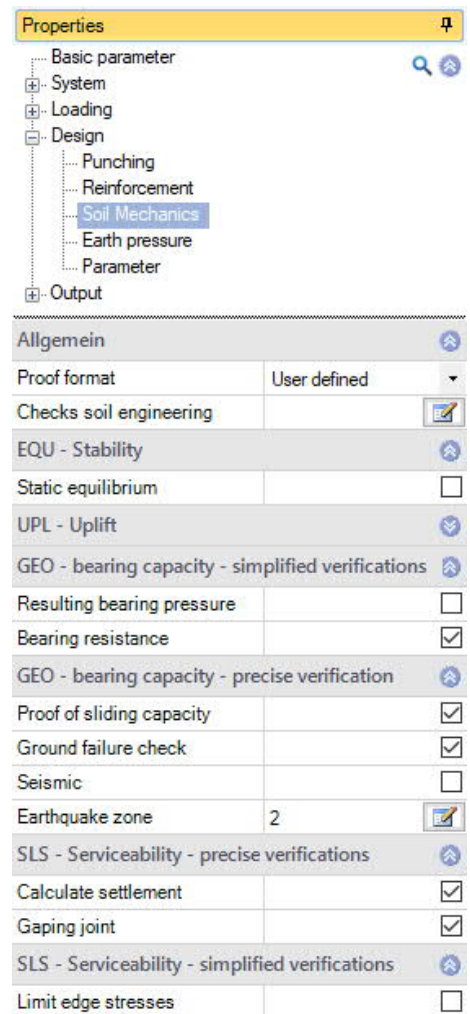 Properties
Basic parameter
System
Loading
Design
Punching
Reinforcement
Soil Mechanics
Earth pressure
Parameter
Output
Allgemein
Proof format User defined
Checks soil engineering
EQU - Stability
Static equilibrium
UPL - Uplift
GEO - bearing capacity - simplified verifications
Resulting bearing pressure
Bearing resistance
GEO - bearing capacity - precise verification
Proof of sliding capacity
Ground failure check
Seismic
Earthquake zone 2
SLS - Serviceability - precise verifications
Calculate settlement
Gaping joint
SLS - Serviceability - simplified verifications
Limit edge stresses